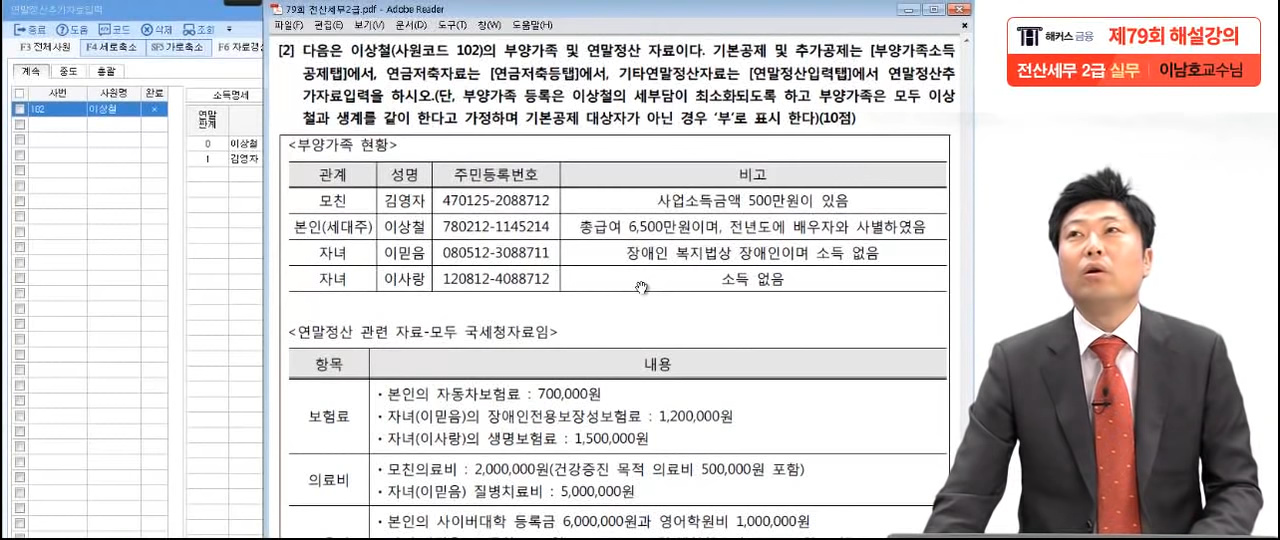 연말정산추가자료입력
종료 도움 코드 삭제 조회
F3 전체사원 F4 세로축소 SF5 가로축소 F6 자료갱신
계속 중도 총괄
사번 사원명 완료
102 이상철 ×
소득명세
연말
관계
0 이상철
1 김영자
79회 전산세무2급.pdf - Adobe Reader
파일(F) 편집(E) 보기(V) 문서(D) 도구(T) 창(W) 도움말(H)
[2] 다음은 이상철(사원코드 102)의 부양가족 및 연말정산 자료이다. 기본공제 및 추가공제는 [부양가족소득
공제탭]에서, 연금저축자료는 [연금저축등탭]에서, 기타연말정산자료는 [연말정산입력탭]에서 연말정산추
가자료입력을 하시오.(단, 부양가족 등록은 이상철의 세부담이 최소화되도록 하고 부양가족은 모두 이상
철과 생계를 같이 한다고 가정하며 기본공제 대상자가 아닌 경우 '부'로 표시 한다)(10점)
<부양가족 현황>
관계 성명 주민등록번호 비고
모친 김영자 470125-2088712 사업소득금액 500만원이 있음
본인(세대주) 이상철 780212-1145214 총급여 6,500만원이며, 전년도에 배우자와 사별하였음
자녀 이믿음 080512-3088711 장애인 복지법상 장애인이며 소득 없음
자녀 이사랑 120812-4088712 소득 없음
<연말정산 관련 자료-모두 국세청자료임>
항목 내용
보험료
· 본인의 자동차보험료 : 700,000원
· 자녀(이믿음)의 장애인전용보장성보험료 : 1,200,000원
· 자녀(이사랑)의 생명보험료 : 1,500,000원
의료비
· 모친의료비 : 2,000,000원(건강증진 목적 의료비 500,000원 포함)
· 자녀(이믿음) 질병치료비 : 5,000,000원
· 본인의 사이버대학 등록금 6,000,000원과 영어학원비 1,000,000원
해커스 금융 제79회 해설강의
전산세무 2급 실무 이남호교수님